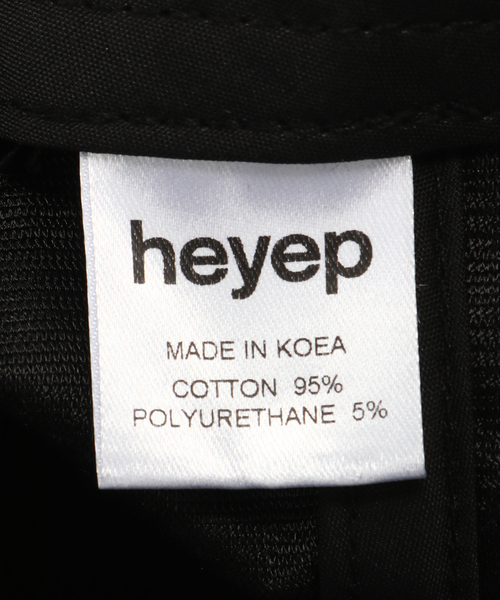 heyep
MADE IN KOEA
COTTON 95%
POLYURETHANE 5%